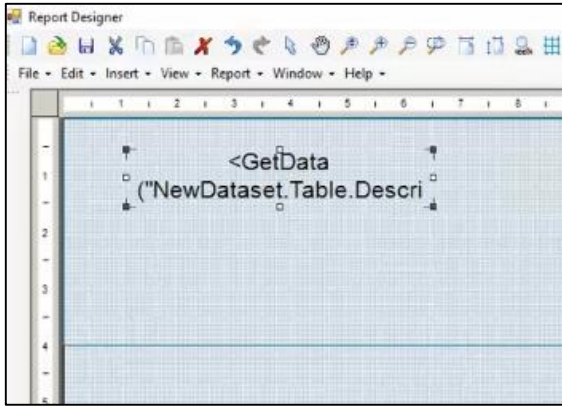 Report Designer
File Edit Insert View Report Window Help
1 2 3 4 5 6 7 8
1
2
3
4
5
<GetData
("NewDataset.Table.Descri